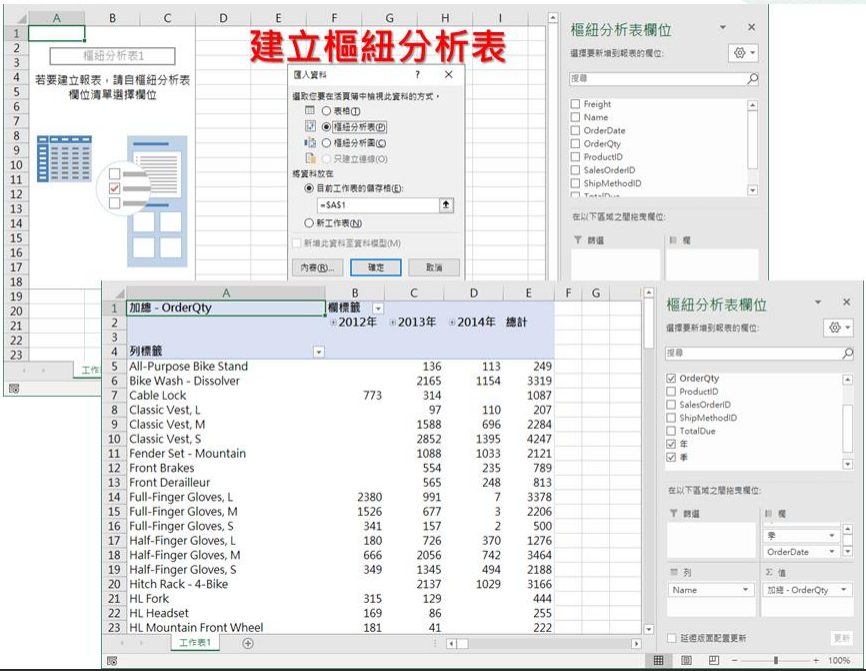 建立樞紐分析表
A B C D E F G H I
1
2
3
4
5
6
7
8
9
10
11
12
13
14
15
16
17
18
19
20
21
22
23
樞紐分析表1
若要建立報表，請自樞紐分析表
欄位清單選擇欄位
匯入資料 ? ×
選取您要在活頁簿中檢視此資料的方式。
表格(T)
樞紐分析表(P)
樞紐分析圖(C)
只建立連線(O)
將資料放在
目前工作表的儲存格(E):
=$A$1
新工作表(N)
新增此資料至資料模型(M)
內容(R)... 確定 取消
樞紐分析表欄位
選擇要新增到報表的欄位:
搜尋
Freight
Name
OrderDate
OrderQty
ProductID
SalesOrderID
ShipMethodID
TotalDue
在以下區域之間拖曳欄位:
篩選 欄
工作
A B C D E F G
1 加總 - OrderQty 欄標籤
2 2012年 2013年 2014年 總計
3
4 列標籤
5 All-Purpose Bike Stand 136 113 249
6 Bike Wash - Dissolver 2165 1154 3319
7 Cable Lock 773 314 1087
8 Classic Vest, L 97 110 207
9 Classic Vest, M 1588 696 2284
10 Classic Vest, S 2852 1395 4247
11 Fender Set - Mountain 1088 1033 2121
12 Front Brakes 554 235 789
13 Front Derailleur 565 248 813
14 Full-Finger Gloves, L 2380 991 7 3378
15 Full-Finger Gloves, M 1526 677 3 2206
16 Full-Finger Gloves, S 341 157 2 500
17 Half-Finger Gloves, L 180 726 370 1276
18 Half-Finger Gloves, M 666 2056 742 3464
19 Half-Finger Gloves, S 349 1345 494 2188
20 Hitch Rack - 4-Bike 2137 1029 3166
21 HL Fork 315 129 444
22 HL Headset 169 86 255
23 HL Mountain Front Wheel 181 41 222
工作表1
樞紐分析表欄位
選擇要新增到報表的欄位:
搜尋
OrderQty
ProductID
SalesOrderID
ShipMethodID
TotalDue
年
季
在以下區域之間拖曳欄位:
篩選 欄
季
OrderDate
列 Σ 值
Name 加總 - OrderQty
延遲版面配置更新 更新
100%